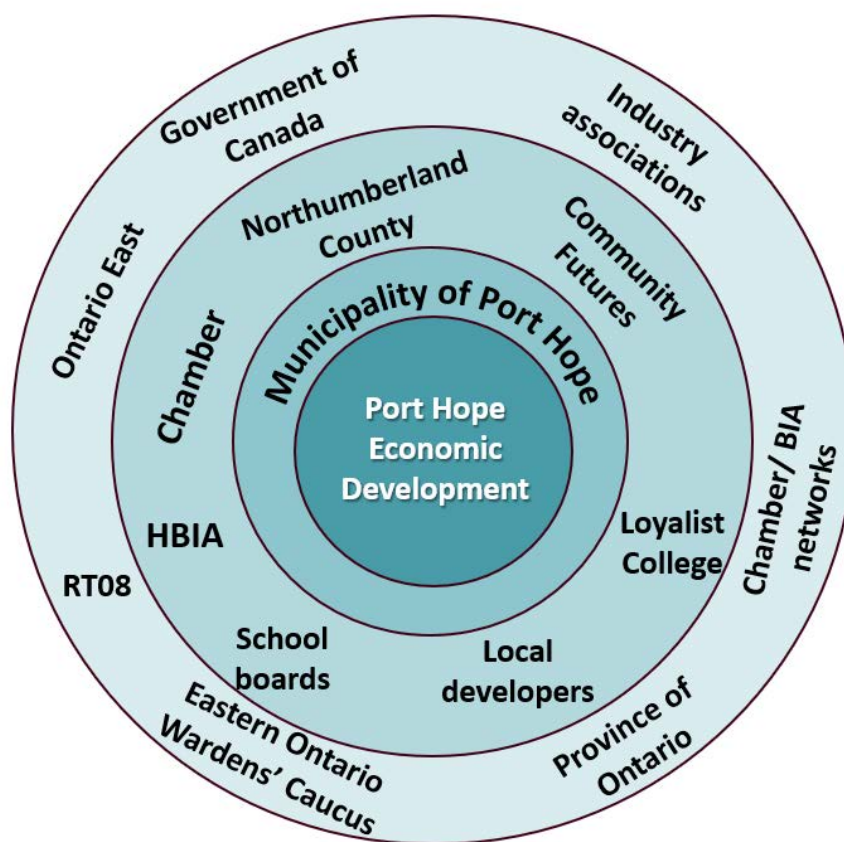 Government of
Canada
Industry
associations
Ontario East
Northumberland
County
Community
Futures
Chamber
Municipality of Port Hope
Port Hope
Economic
Development
Chamber/ BIA
networks
HBIA
Loyalist
College
RT08
School
boards
Local
developers
Eastern Ontario
Wardens’ Caucus
Province of
Ontario